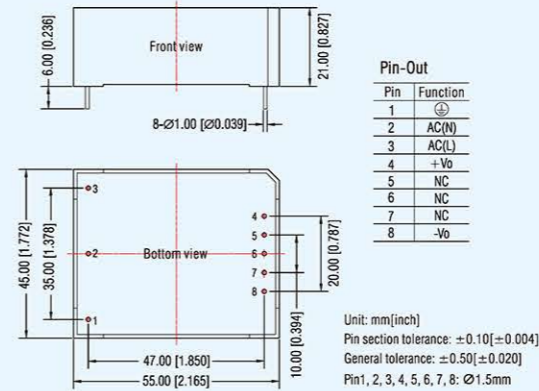 6.00 [0.236]
Front view
21.00 [0.827]
8-Ø1.00 [Ø0.039]
Pin-Out
Pin Function
1 ⏚
2 AC(N)
3 AC(L)
4 +Vo
5 NC
6 NC
7 NC
8 -Vo
45.00 [1.772]
35.00 [1.378]
3
2
1
Bottom view
4
5
6
7
8
20.00 [0.787]
10.00 [0.394]
47.00 [1.850]
55.00 [2.165]
Unit: mm[inch]
Pin section tolerance: ±0.10[±0.004]
General tolerance: ±0.50[±0.020]
Pin1, 2, 3, 4, 5, 6, 7, 8: Ø1.5mm